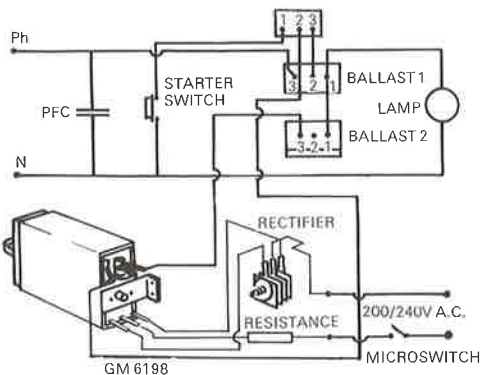 1 2 3
Ph
3 2 1
BALLAST 1
STARTER
SWITCH
LAMP
PFC
BALLAST 2
3 2 1
N
RECTIFIER
200/240V A.C.
RESISTANCE
MICROSWITCH
GM 6198